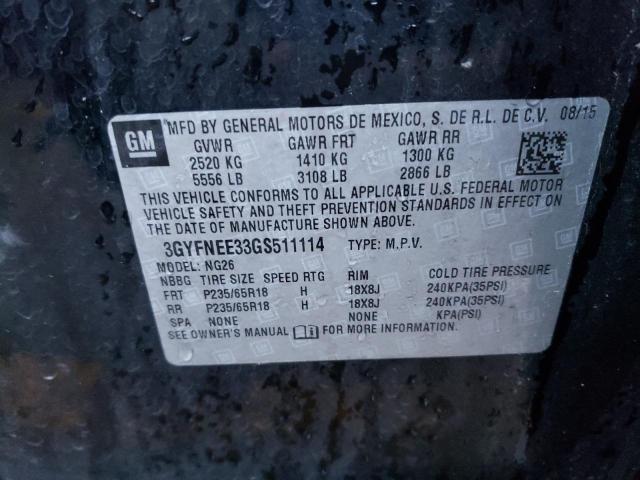 GM MFD BY GENERAL MOTORS DE MEXICO, S. DE R.L. DE C.V. 08/15
GVWR GAWR FRT GAWR RR
2520 KG 1410 KG 1300 KG
5556 LB 3108 LB 2866 LB
THIS VEHICLE CONFORMS TO ALL APPLICABLE U.S. FEDERAL MOTOR
VEHICLE SAFETY AND THEFT PREVENTION STANDARDS IN EFFECT ON
THE DATE OF MANUFACTURE SHOWN ABOVE.
3GYFNEE33GS511114 TYPE: M.P.V.
MODEL: NG26
NBBG TIRE SIZE SPEED RTG RIM COLD TIRE PRESSURE
FRT P235/65R18 H 18X8J 240KPA(35PSI)
RR P235/65R18 H 18X8J 240KPA(35PSI)
SPA NONE NONE KPA(PSI)
SEE OWNER'S MANUAL FOR MORE INFORMATION.